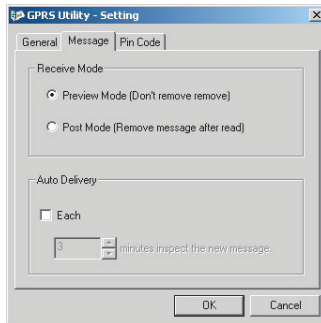 GPRS Utility - Setting
General Message Pin Code
Receive Mode
Preview Mode (Don't remove remove)
Post Mode (Remove message after read)
Auto Delivery
Each
3 minutes inspect the new message.
OK Cancel